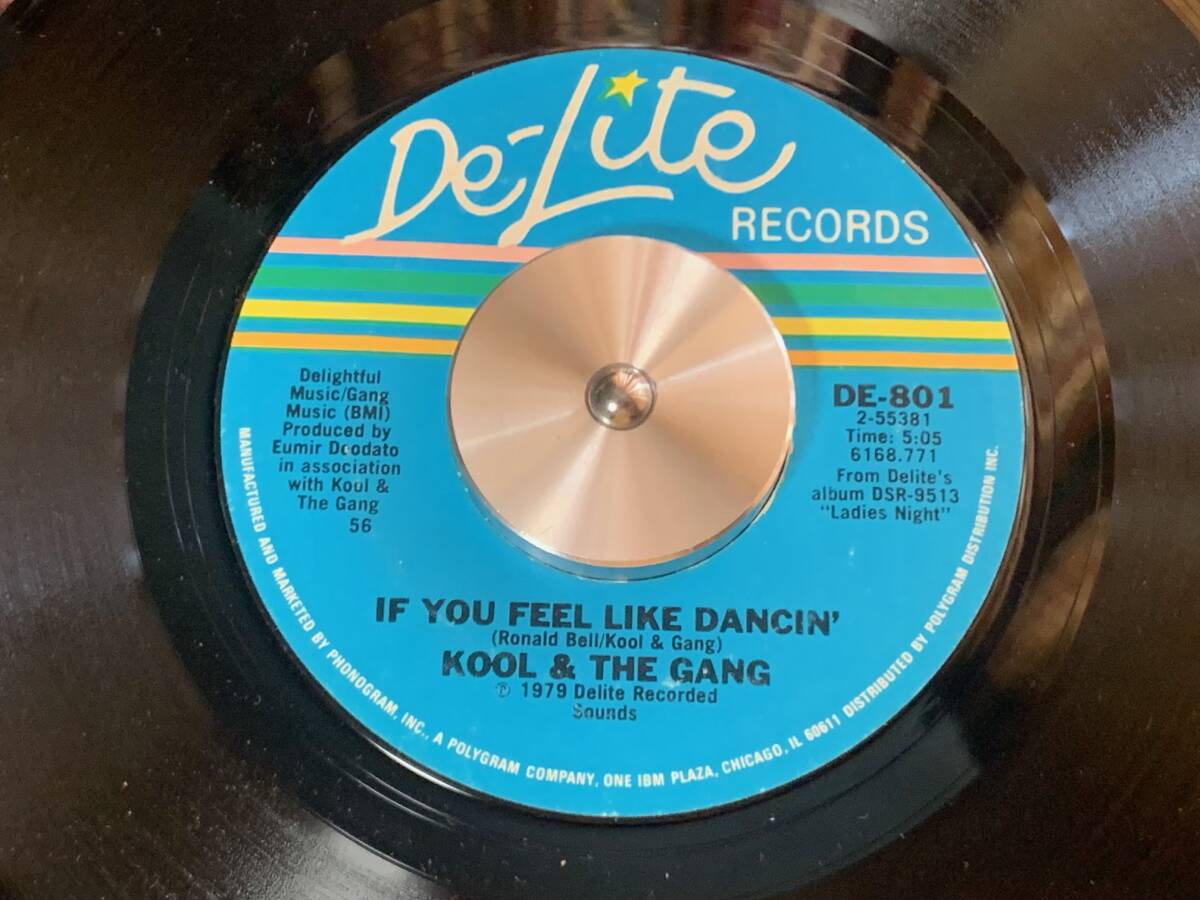 De-Lite
RECORDS
Delightful
Music/Gang
Music (BMI)
Produced by
Eumir Deodato
in association
with Kool &
The Gang
56
DE-801
2-55381
Time: 5:05
6168.771
From Delite's
album DSR-9513
"Ladies Night"
IF YOU FEEL LIKE DANCIN'
(Ronald Bell/Kool & Gang)
KOOL & THE GANG
℗ 1979 Delite Recorded
Sounds
MANUFACTURED AND MARKETED BY PHONOGRAM, INC., A POLYGRAM COMPANY, ONE IBM PLAZA, CHICAGO, IL 60611 DISTRIBUTED BY POLYGRAM DISTRIBUTION INC.